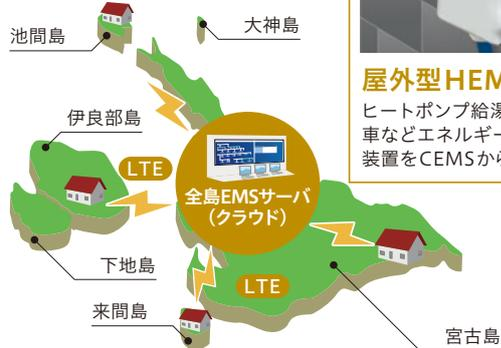 池間島
大神島
屋外型HEM
ヒートポンプ給湯
車などエネルギー
装置をCEMSから
伊良部島
LTE
全島EMSサーバ
(クラウド)
下地島
LTE
来間島
宮古島